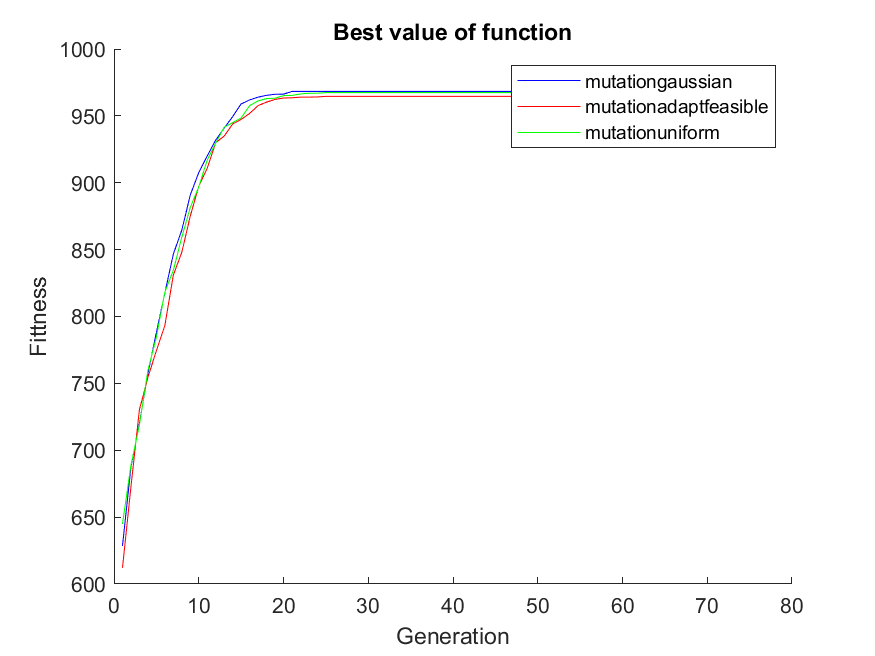 Best value of function
1000
950
900
850
800
750
700
650
600
Fittness
mutationgaussian
mutationadaptfeasible
mutationuniform
0 10 20 30 40 50 60 70 80
Generation